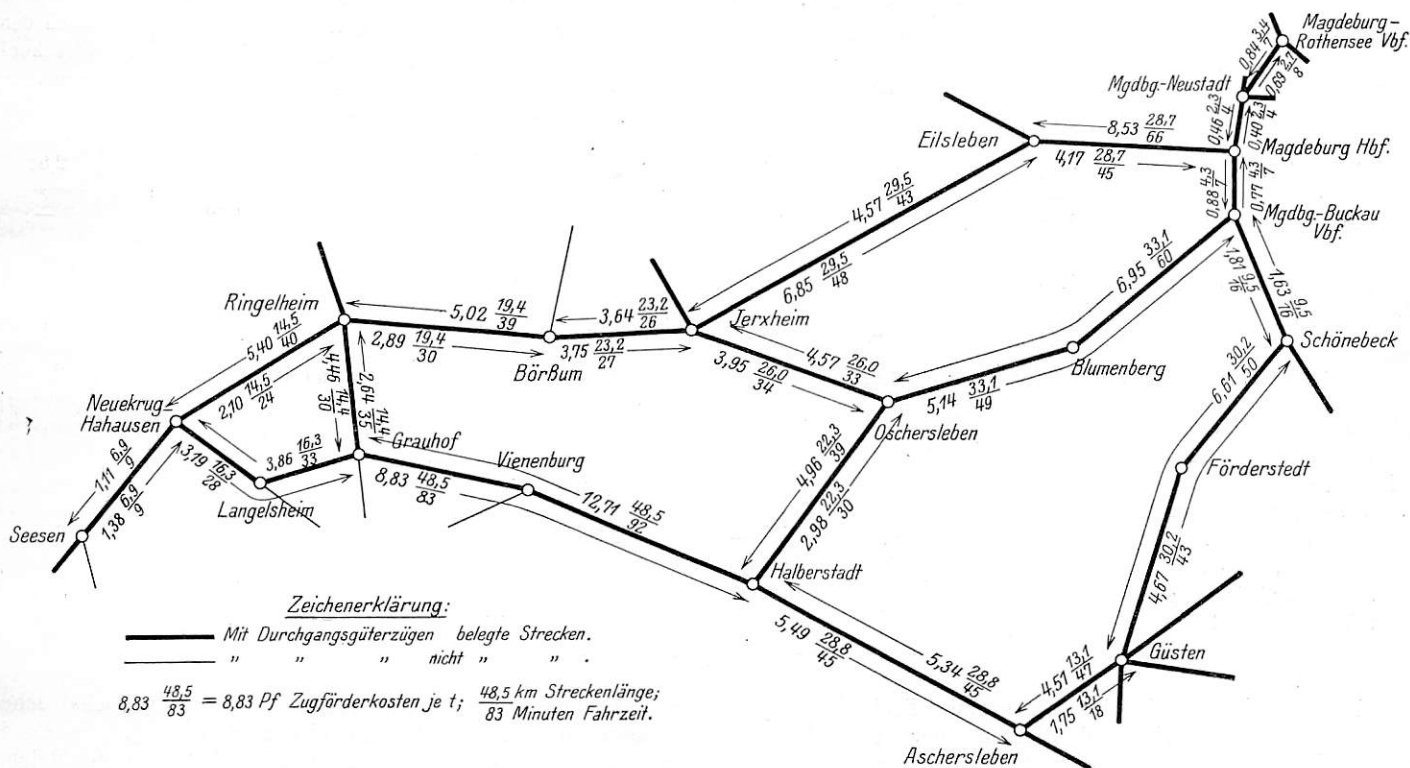 Magdeburg-
Rothensee Vbf.
0,84 3,4/7
0,69 2,7/8
Mgdbg.-Neustadt
0,46 2,3/4
0,40 2,3/4
Eilsleben
8,53 28,7/66
4,17 28,7/45
Magdeburg Hbf.
0,88 4,3/7
0,77 4,3/7
Mgdbg-Buckau
Vbf.
4,57 29,5/43
6,85 29,5/48
6,95 33,1/60
5,14 33,1/49
Blumenberg
1,81 9,5/16
1,63 9,5/16
Schönebeck
Ringelheim
5,02 19,4/39
2,89 19,4/30
3,64 23,2/26
3,75 23,2/27
Börßum
Jerxheim
4,57 26,0/33
3,95 26,0/34
Oschersleben
5,40 14,5/40
2,10 14,5/24
4,46 14,4/30
2,64 14,4/35
Neuekrug
Hahausen
3,86 16,3/33
3,19 16,3/28
Langelsheim
Grauhof
Vienenburg
8,83 48,5/83
12,71 48,5/92
4,96 22,3/39
2,98 22,3/30
6,61 30,2/50
Förderstedt
4,67 30,2/43
Seesen
1,11 6,9/9
1,38 6,9/9
Halberstadt
5,49 28,8/45
5,34 28,8/45
4,51 13,1/47
1,75 13,1/18
Güsten
Aschersleben
Zeichenerklärung:
Mit Durchgangsgüterzügen belegte Strecken.
" " " nicht " " .
8,83 48,5/83 = 8,83 Pf Zugförderkosten je t; 48,5 km Streckenlänge;
83 Minuten Fahrzeit.